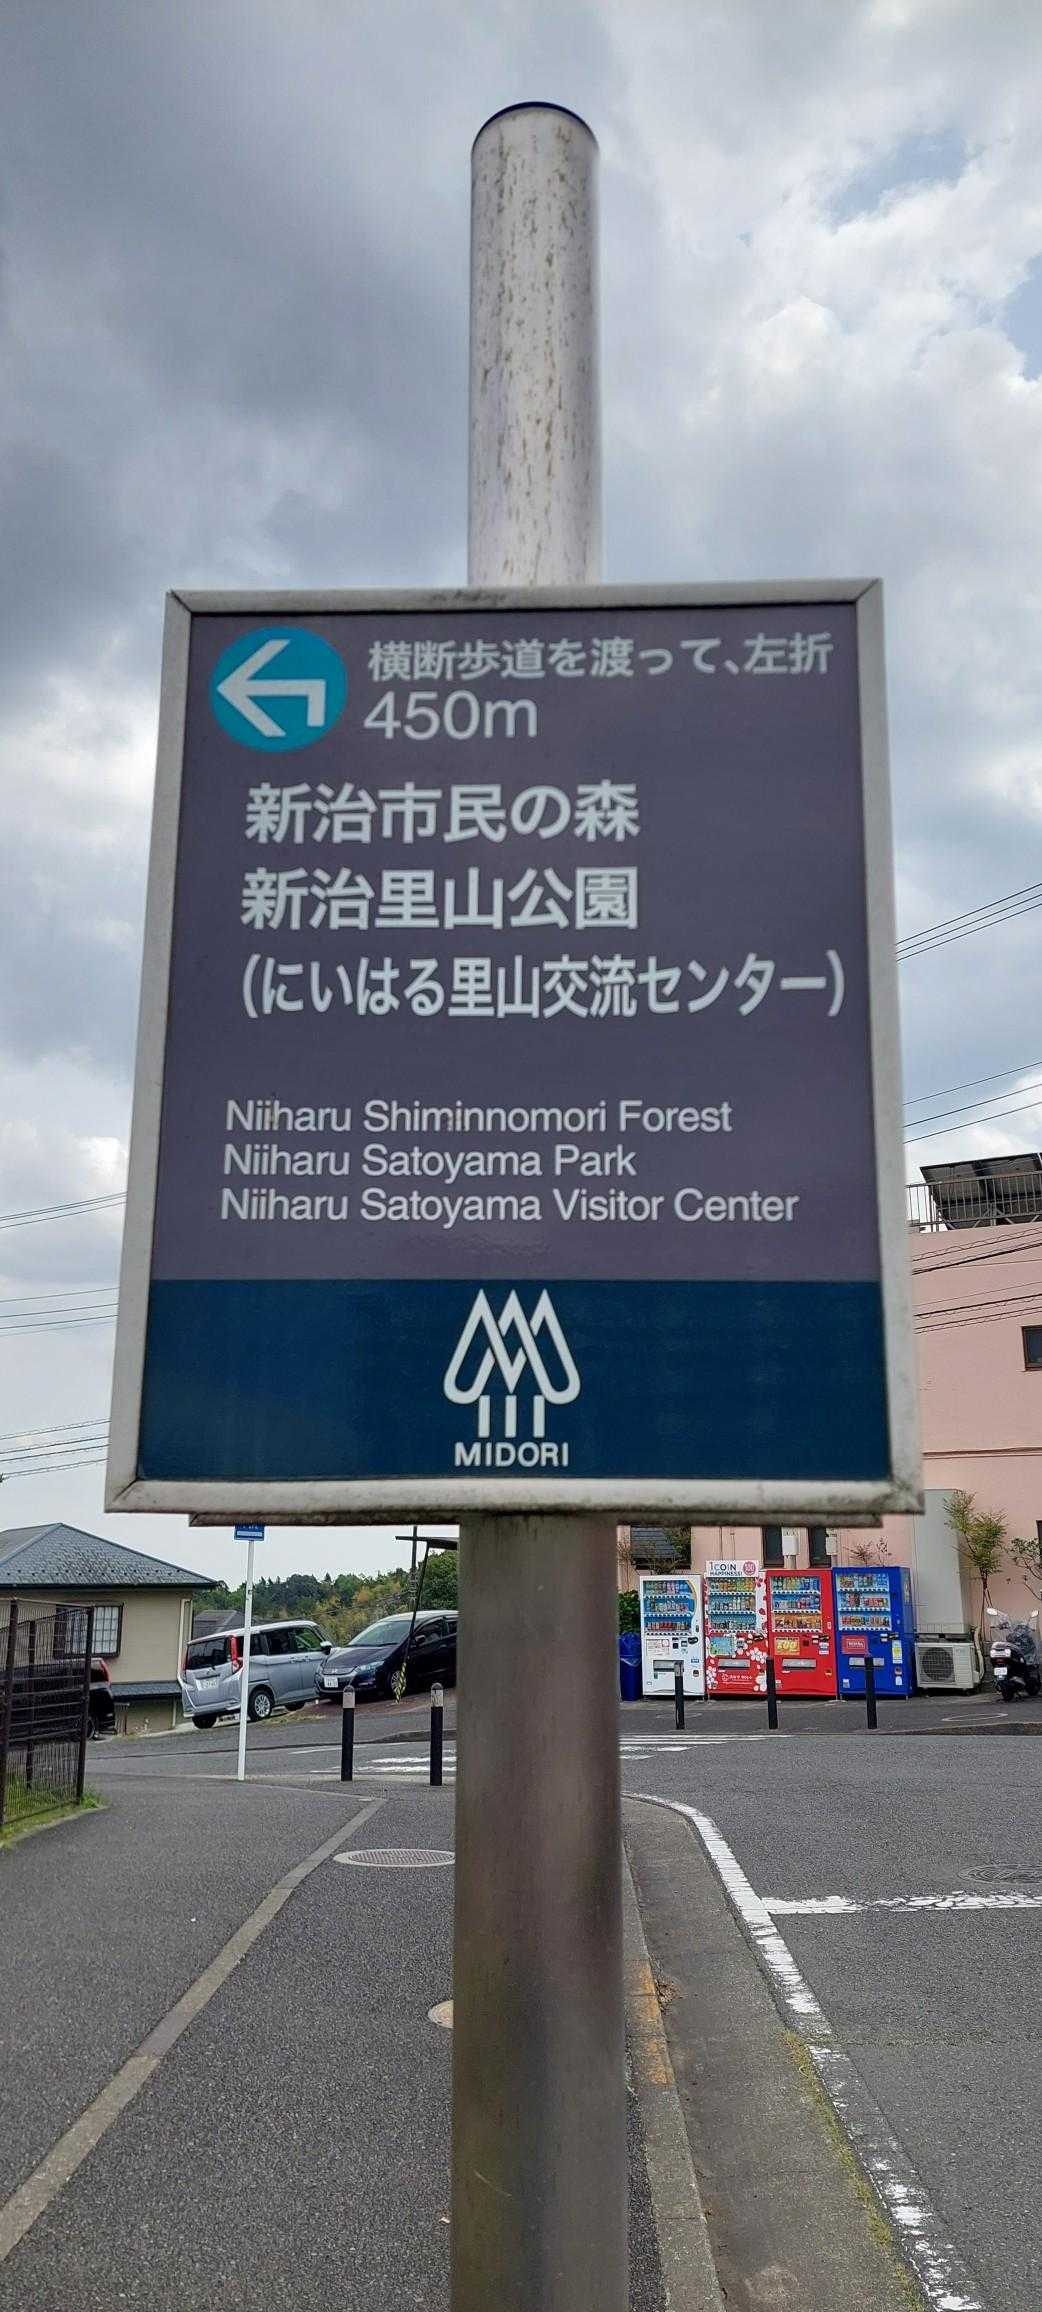 横断歩道を渡って、左折
450m
新治市民の森
新治里山公園
(にいはる里山交流センター)
Niiharu Shiminnomori Forest
Niiharu Satoyama Park
Niiharu Satoyama Visitor Center
MIDORI
1COIN
HAPPINESS!